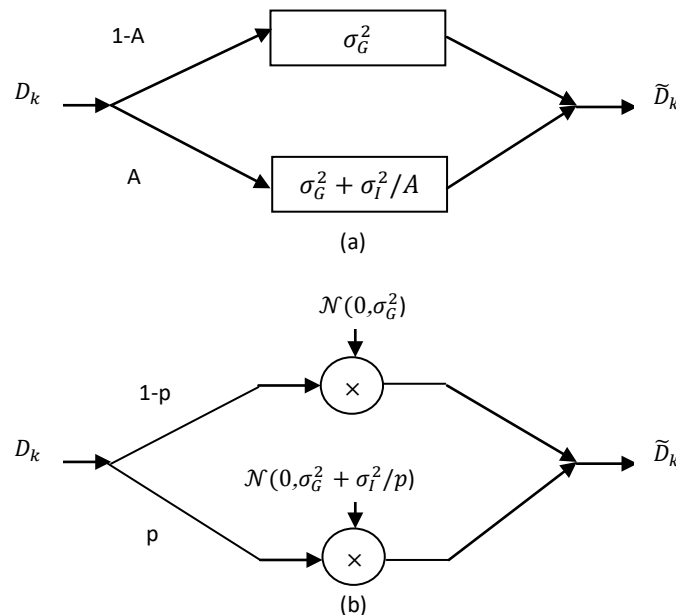 1-A
σ_G^2
D_k
D̃_k
A
σ_G^2 + σ_I^2/A
(a)
𝒩(0,σ_G^2)
×
1-p
D_k
D̃_k
𝒩(0,σ_G^2 + σ_I^2/p)
p
×
(b)